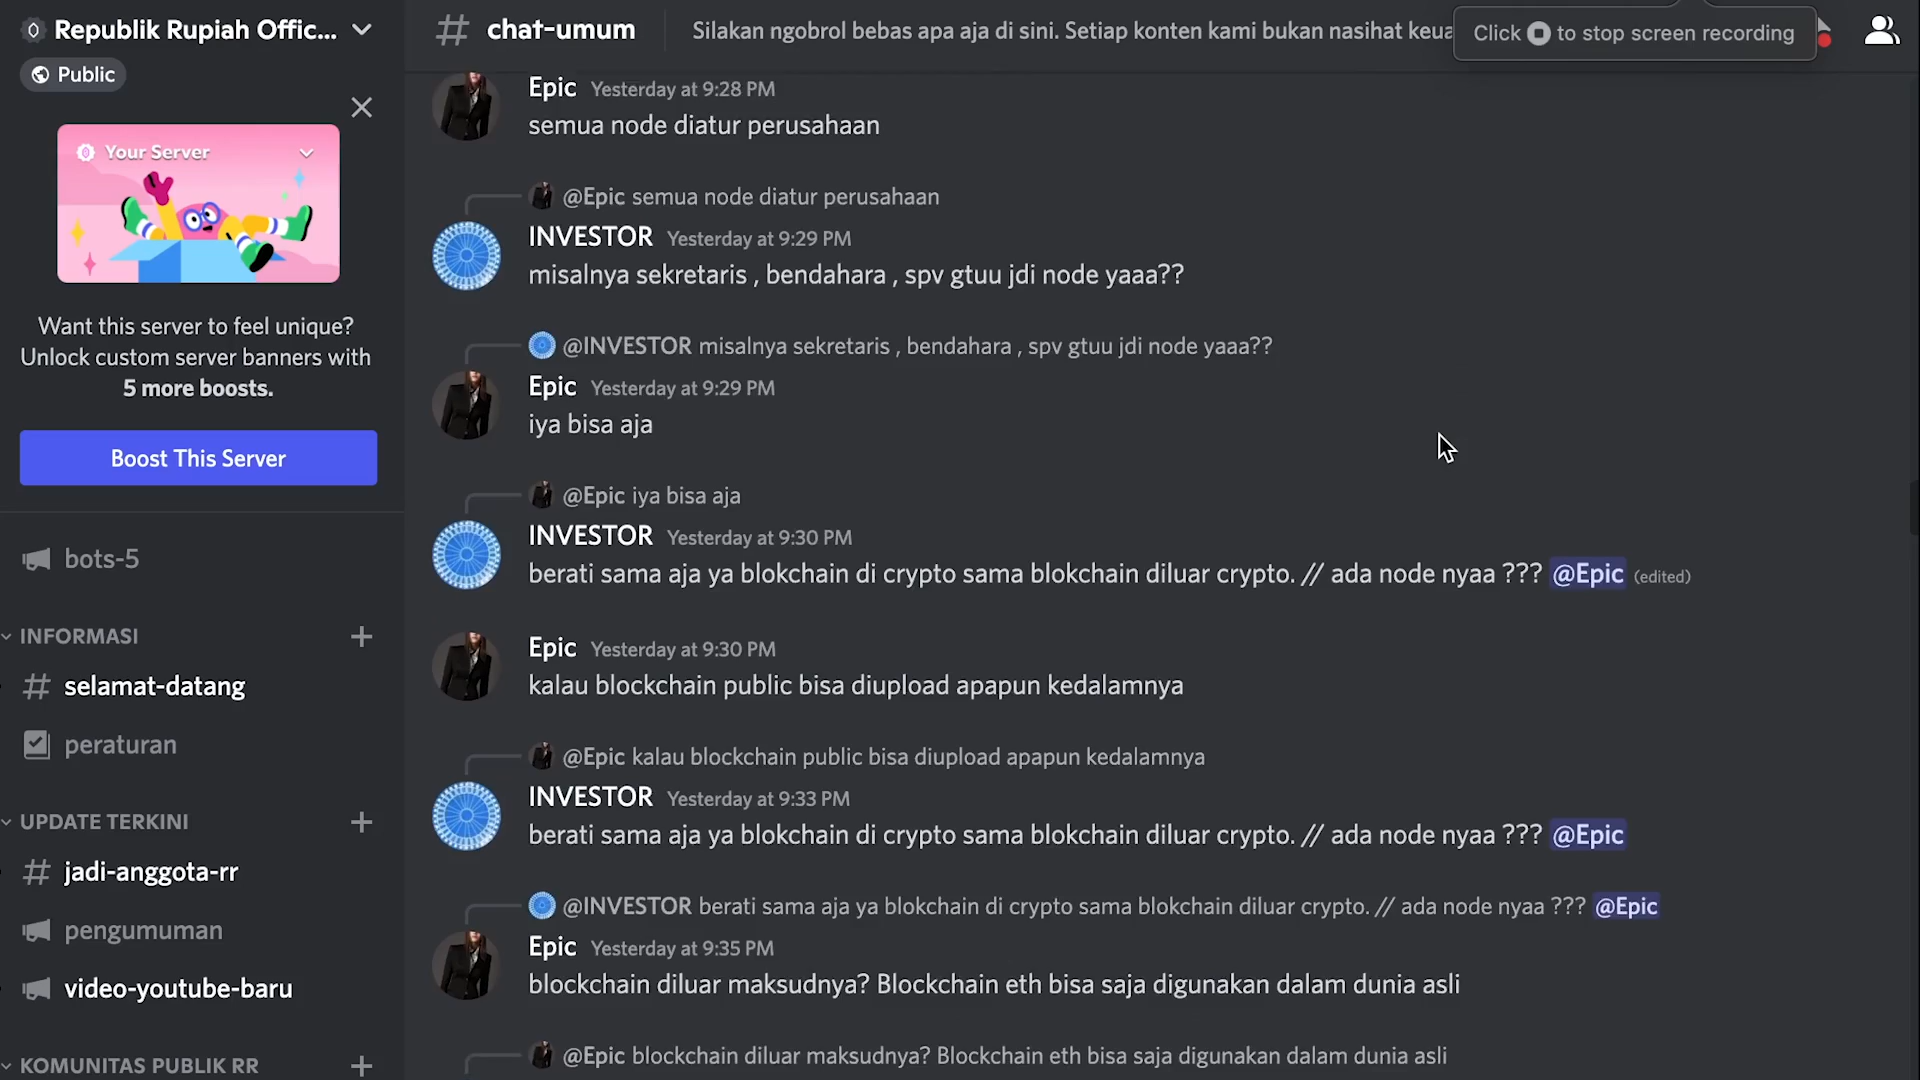 Republik Rupiah Offic...
Public
Your Server
Want this server to feel unique?
Unlock custom server banners with
5 more boosts.
Boost This Server
bots-5
INFORMASI
selamat-datang
peraturan
UPDATE TERKINI
jadi-anggota-rr
pengumuman
video-youtube-baru
KOMUNITAS PUBLIK RR
# chat-umum
Silakan ngobrol bebas apa aja di sini. Setiap konten kami bukan nasihat keua
Click to stop screen recording
Epic Yesterday at 9:28 PM
semua node diatur perusahaan
@Epic semua node diatur perusahaan
INVESTOR Yesterday at 9:29 PM
misalnya sekretaris , bendahara , spv gtuu jdi node yaaa??
@INVESTOR misalnya sekretaris , bendahara , spv gtuu jdi node yaaa??
Epic Yesterday at 9:29 PM
iya bisa aja
@Epic iya bisa aja
INVESTOR Yesterday at 9:30 PM
berati sama aja ya blokchain di crypto sama blokchain diluar crypto. // ada node nyaa ??? @Epic (edited)
Epic Yesterday at 9:30 PM
kalau blockchain public bisa diupload apapun kedalamnya
@Epic kalau blockchain public bisa diupload apapun kedalamnya
INVESTOR Yesterday at 9:33 PM
berati sama aja ya blokchain di crypto sama blokchain diluar crypto. // ada node nyaa ??? @Epic
@INVESTOR berati sama aja ya blokchain di crypto sama blokchain diluar crypto. // ada node nyaa ??? @Epic
Epic Yesterday at 9:35 PM
blockchain diluar maksudnya? Blockchain eth bisa saja digunakan dalam dunia asli
@Epic blockchain diluar maksudnya? Blockchain eth bisa saja digunakan dalam dunia asli